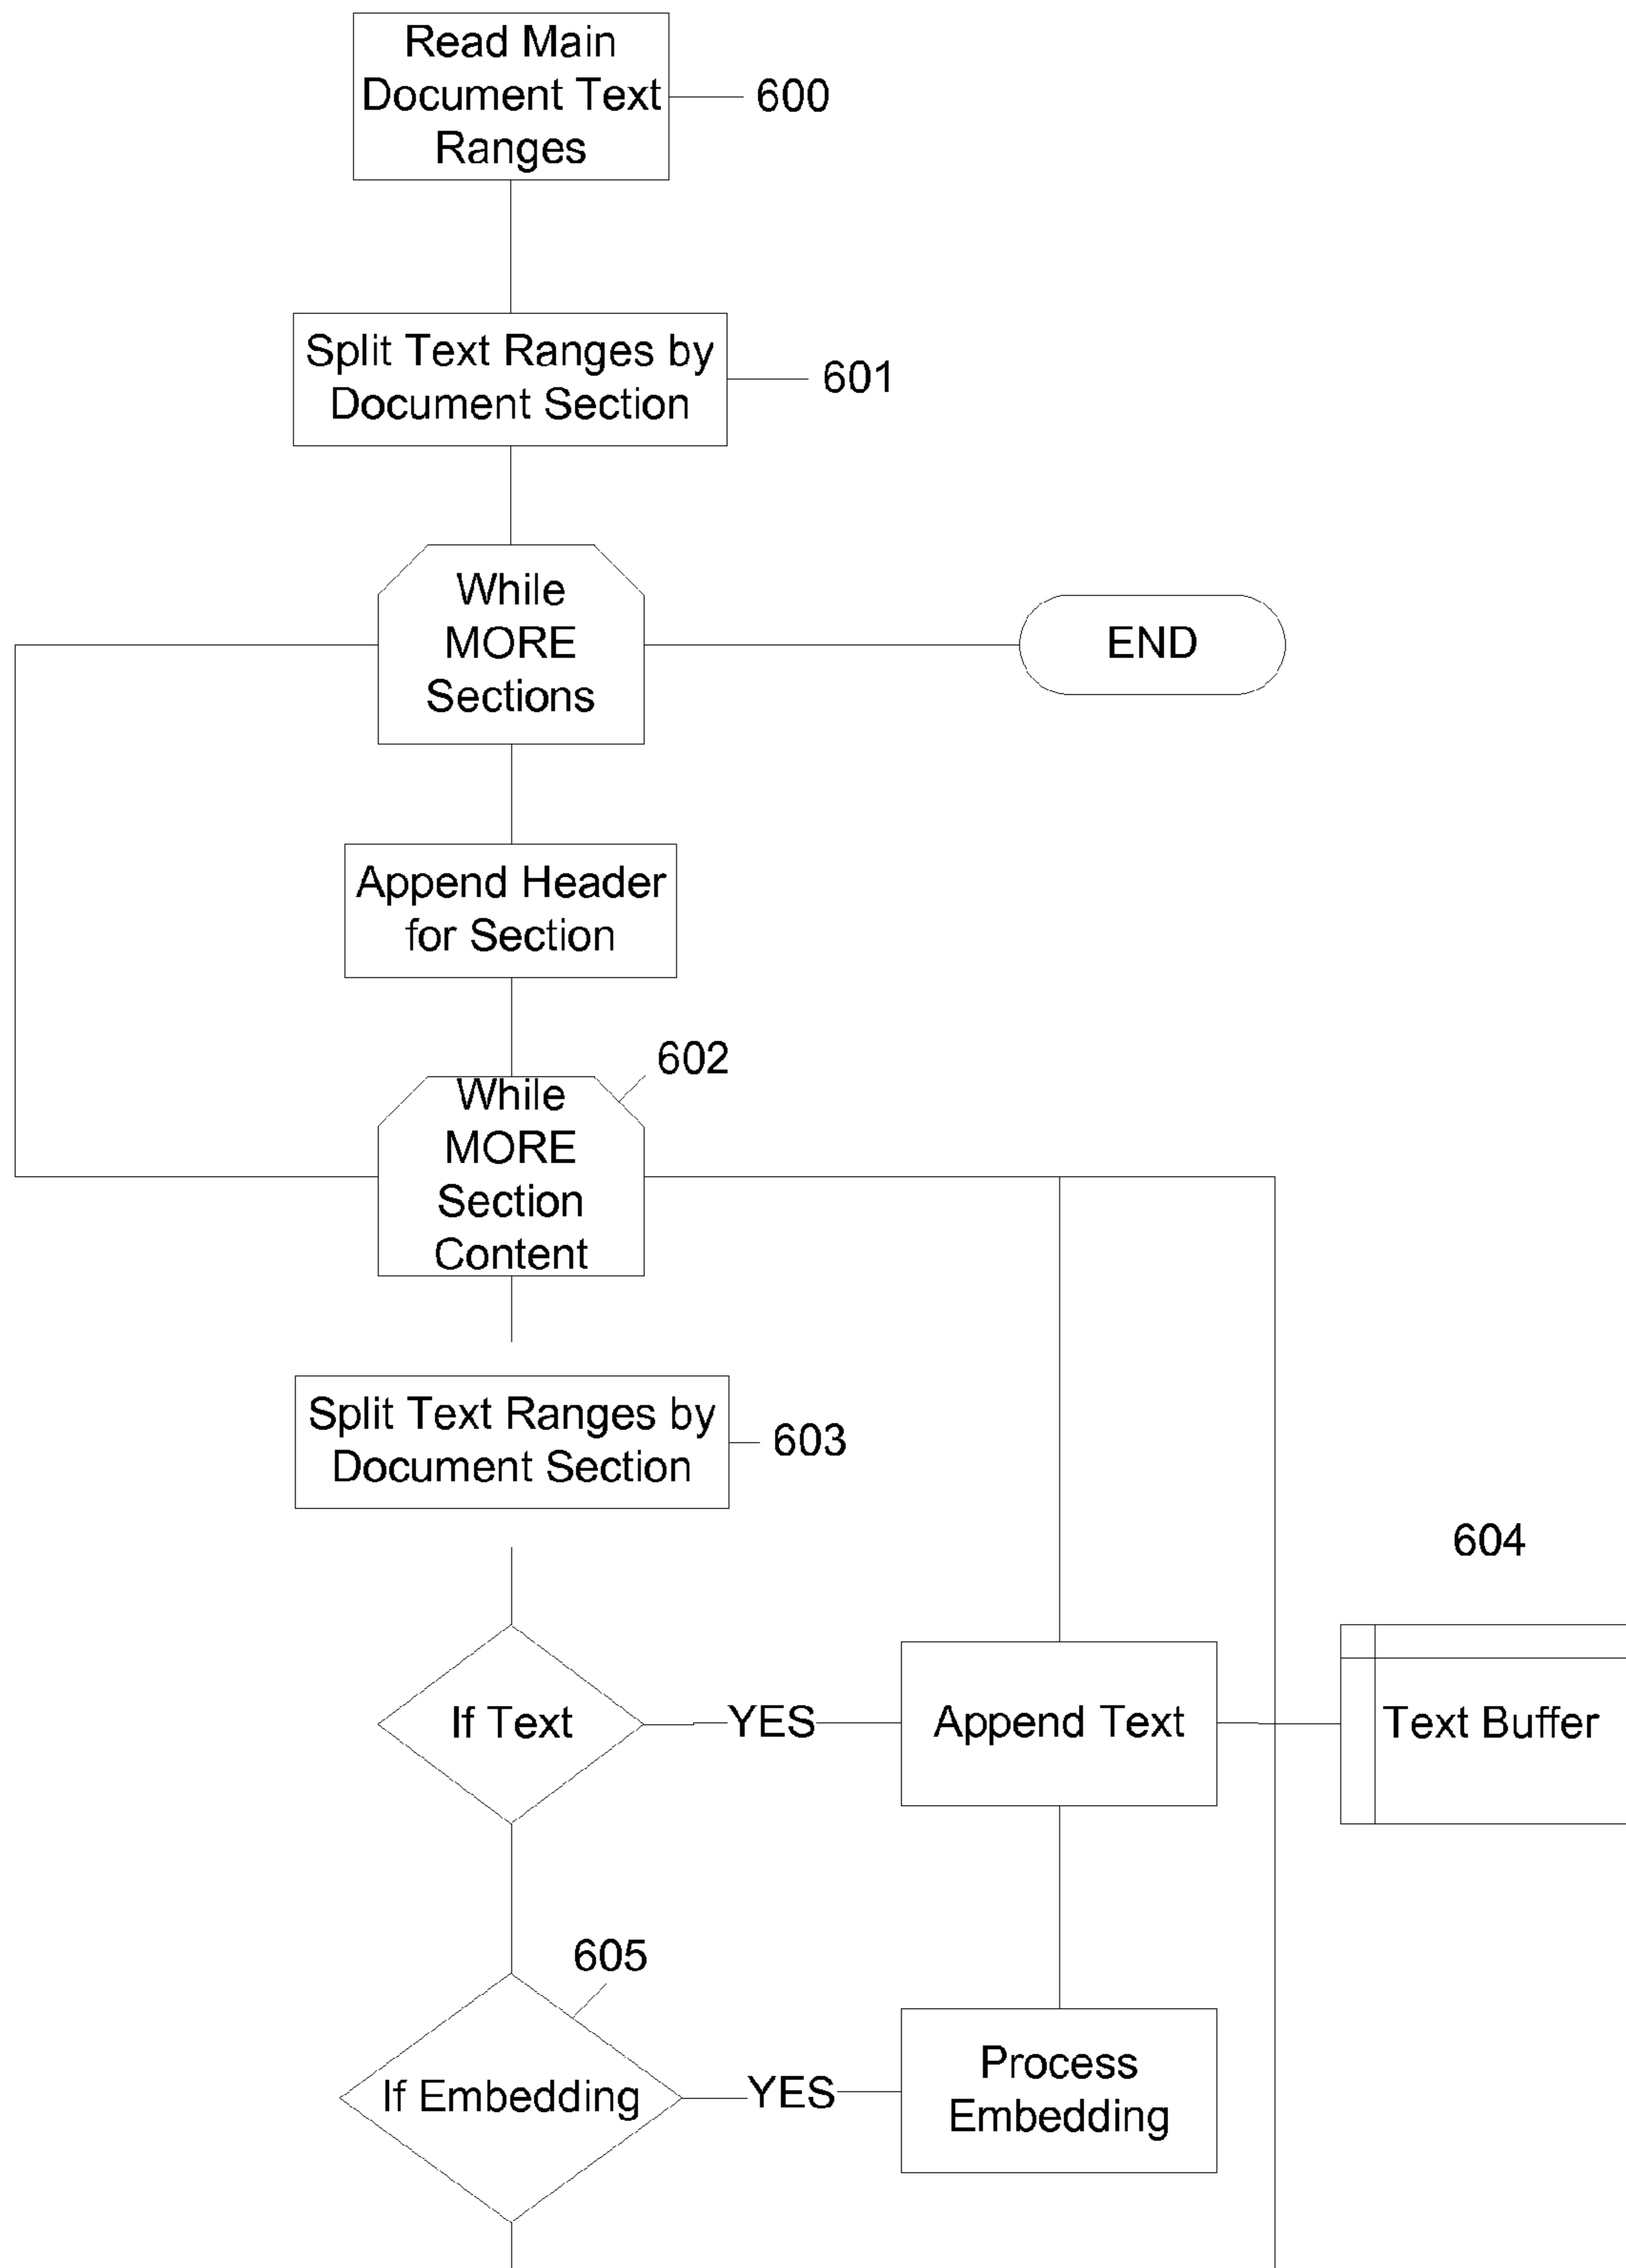 Read Main
Document Text
Ranges
600
Split Text Ranges by
Document Section
601
While
MORE
Sections
END
Append Header
for Section
602
While
MORE
Section
Content
Split Text Ranges by
Document Section
603
604
If Text
YES
Append Text
Text Buffer
605
If Embedding
YES
Process
Embedding